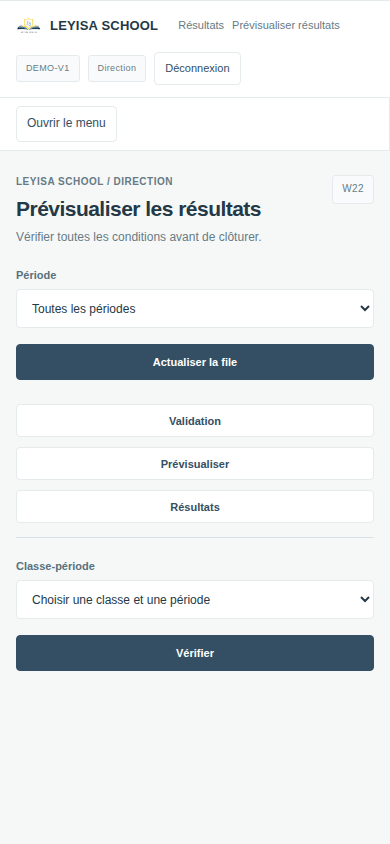 LEYISA SCHOOL Résultats Prévisualiser résultats
DEMO-V1 Direction Déconnexion
Ouvrir le menu
LEYISA SCHOOL / DIRECTION
W22
Prévisualiser les résultats
Vérifier toutes les conditions avant de clôturer.
Période
Toutes les périodes
Actualiser la file
Validation
Prévisualiser
Résultats
Classe-période
Choisir une classe et une période
Vérifier